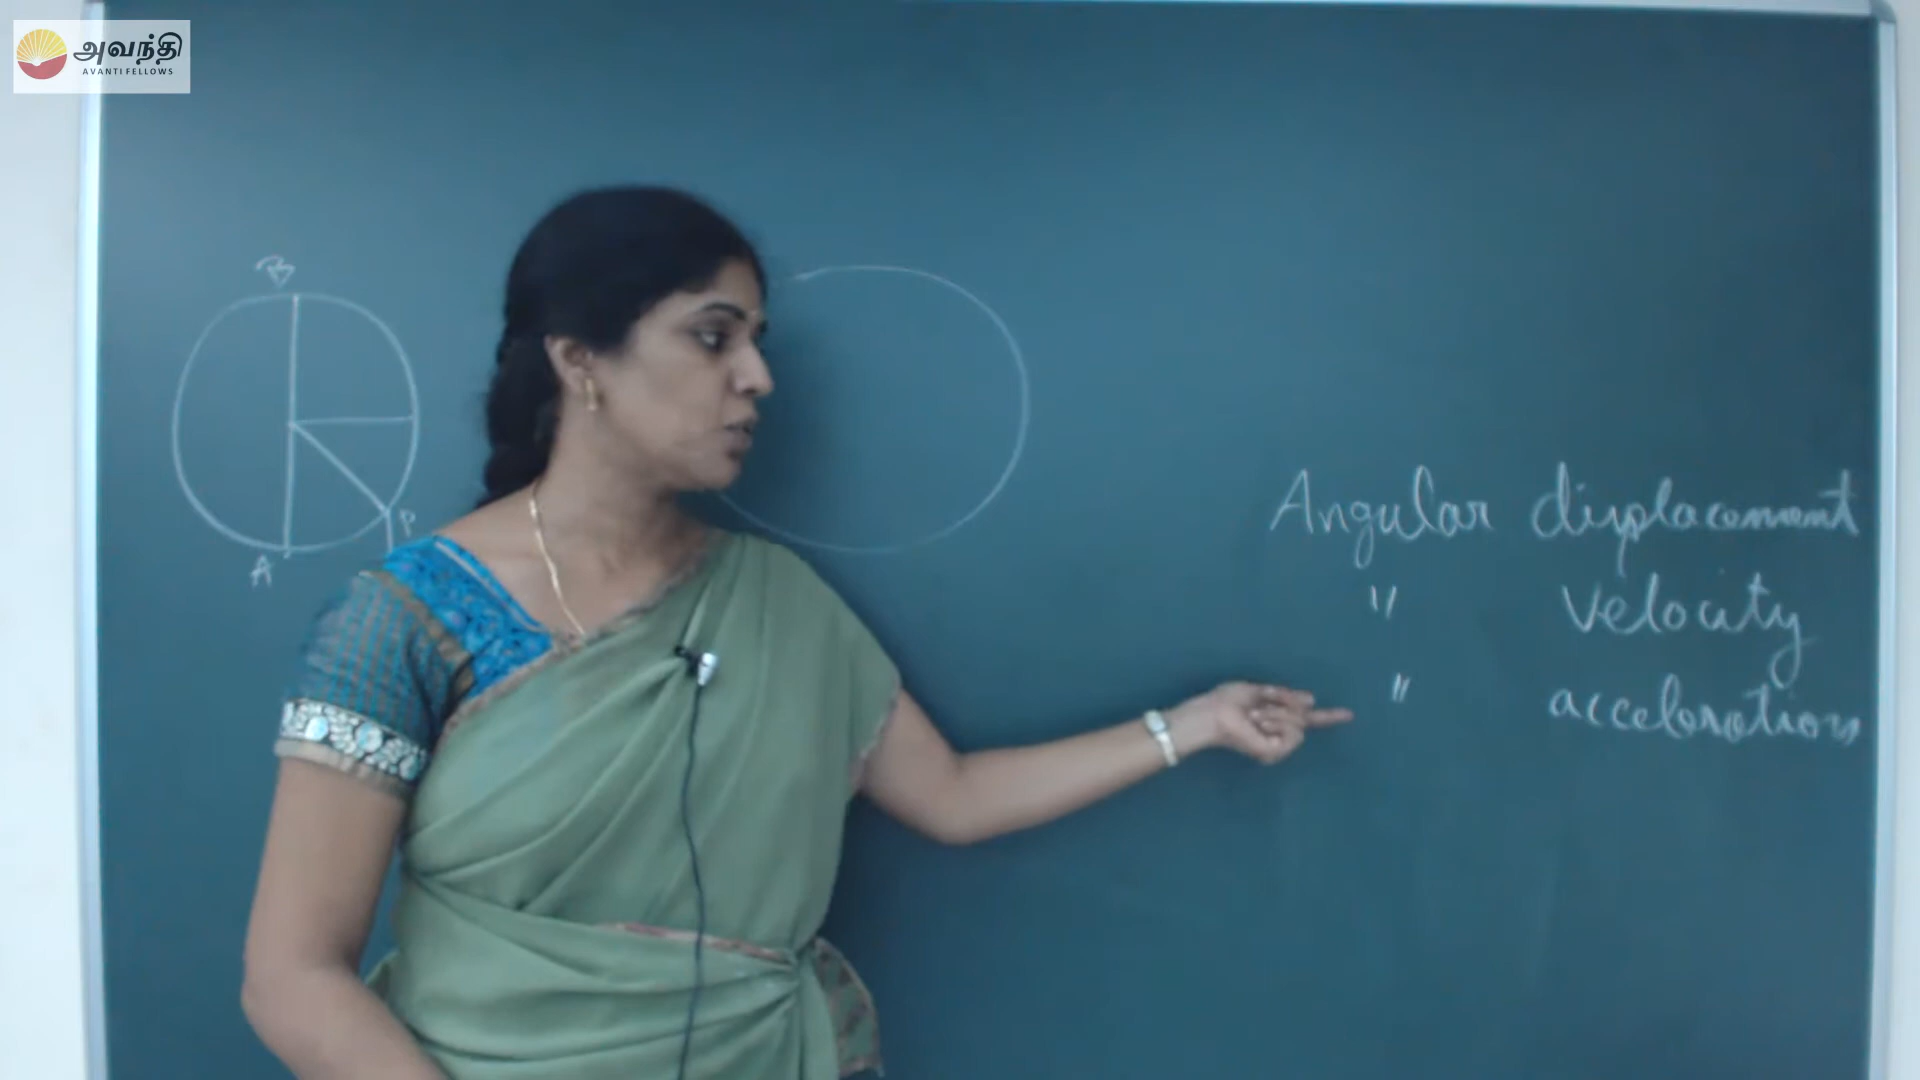 அவந்தி
AVANTI FELLOWS
B
A
P
Angular displacement
" velocity
" acceleration